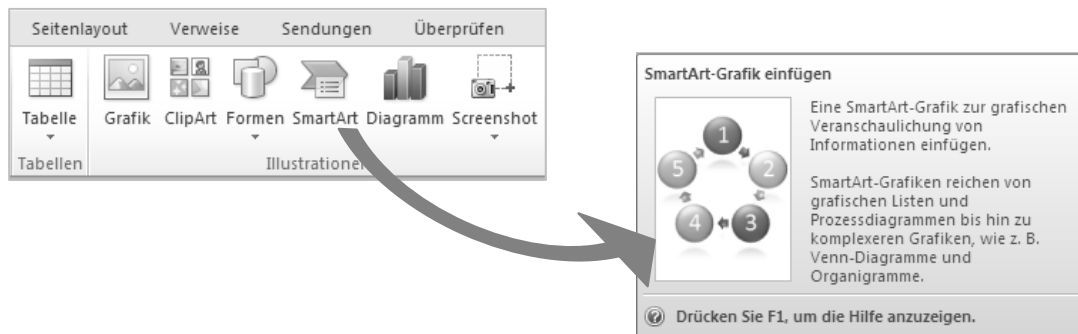 Seitenlayout Verweise Sendungen Überprüfen
Tabelle Grafik ClipArt Formen SmartArt Diagramm Screenshot
Tabellen Illustrationen
SmartArt-Grafik einfügen
1
2
3
4
5
Eine SmartArt-Grafik zur grafischen
Veranschaulichung von
Informationen einfügen.
SmartArt-Grafiken reichen von
grafischen Listen und
Prozessdiagrammen bis hin zu
komplexeren Grafiken, wie z. B.
Venn-Diagramme und
Organigramme.
Drücken Sie F1, um die Hilfe anzuzeigen.